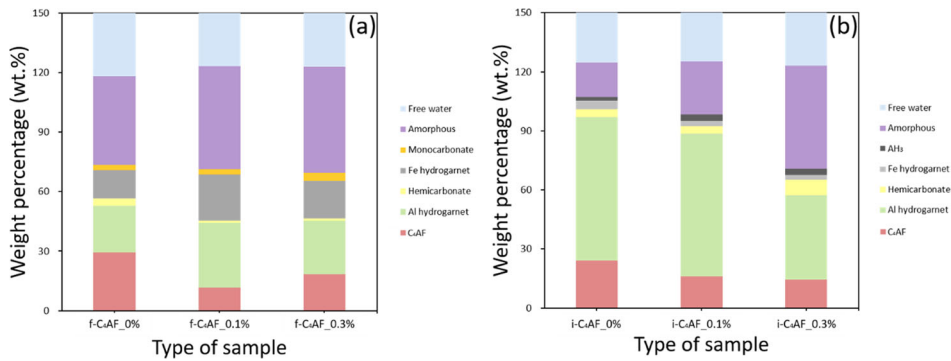 (a)
Weight percentage (wt.%)
150
120
90
60
30
0
f-C₄AF_0%
f-C₄AF_0.1%
f-C₄AF_0.3%
Type of sample
Free water
Amorphous
Monocarbonate
Fe hydrogarnet
Hemicarbonate
Al hydrogarnet
C₄AF
(b)
Weight percentage (wt.%)
150
120
90
60
30
0
i-C₄AF_0%
i-C₄AF_0.1%
i-C₄AF_0.3%
Type of sample
Free water
Amorphous
AH₃
Fe hydrogarnet
Hemicarbonate
Al hydrogarnet
C₄AF